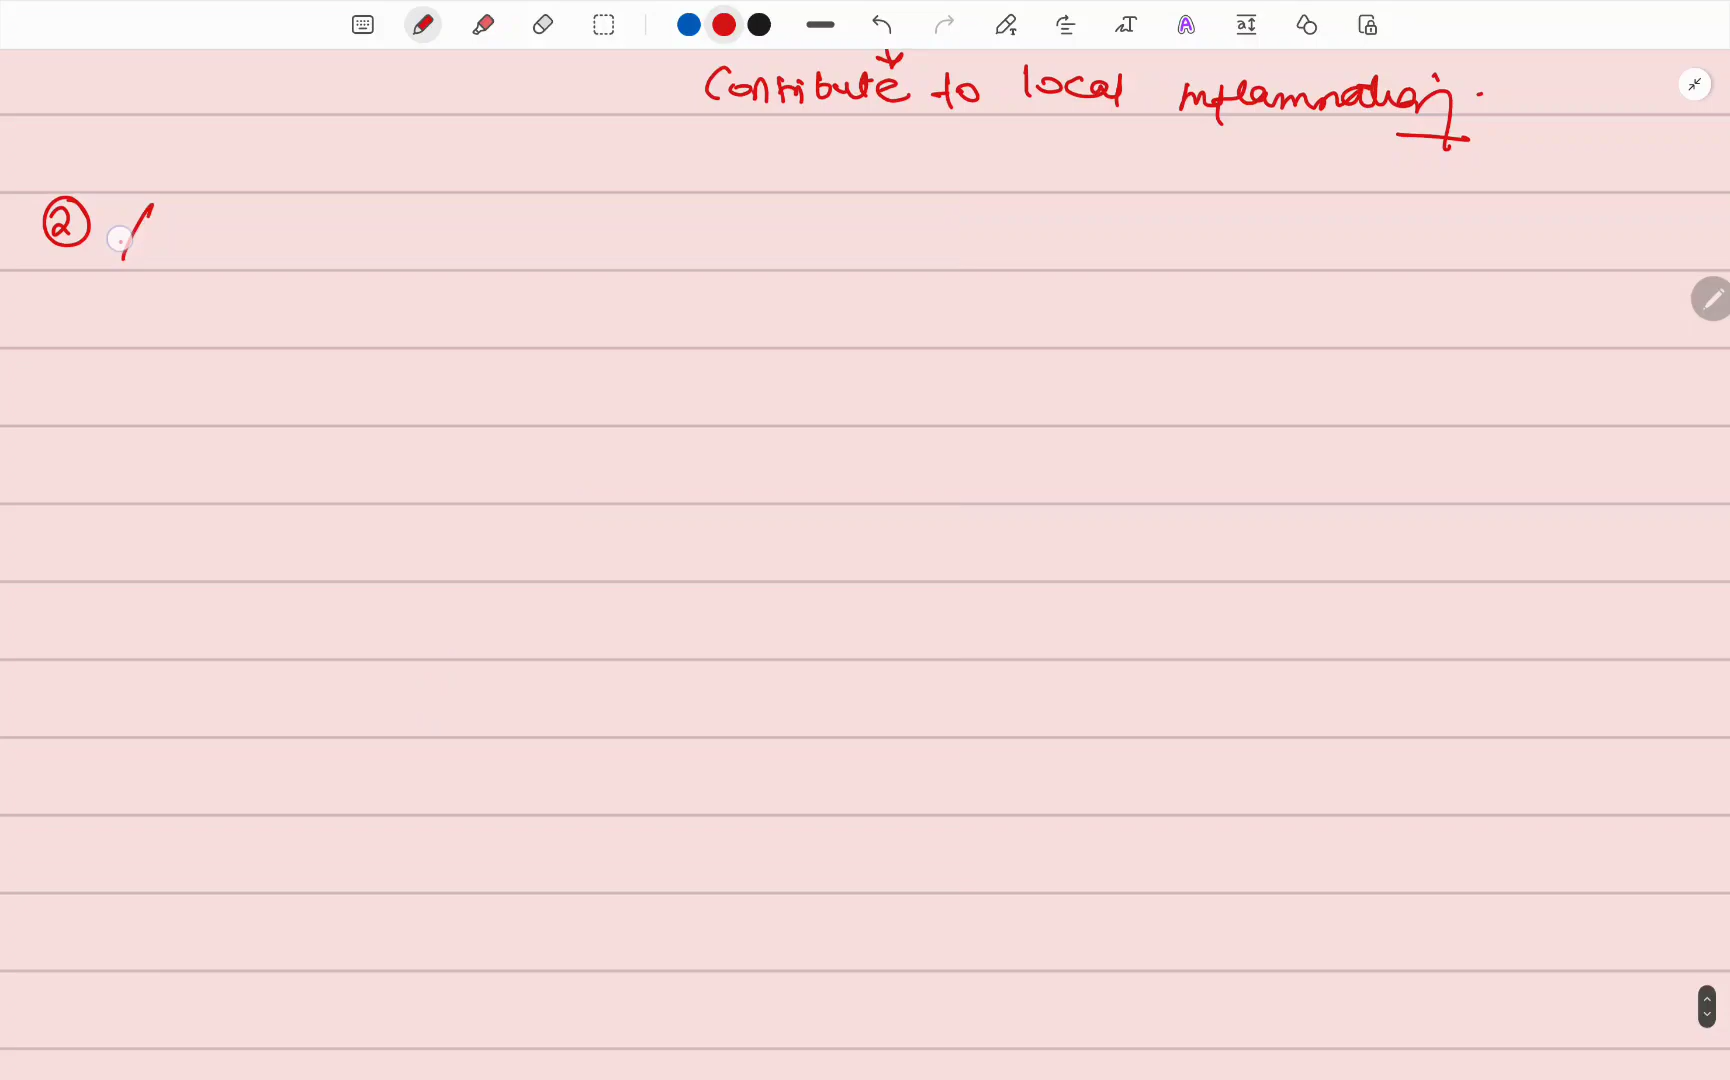 Contribute to local inflammation.
②